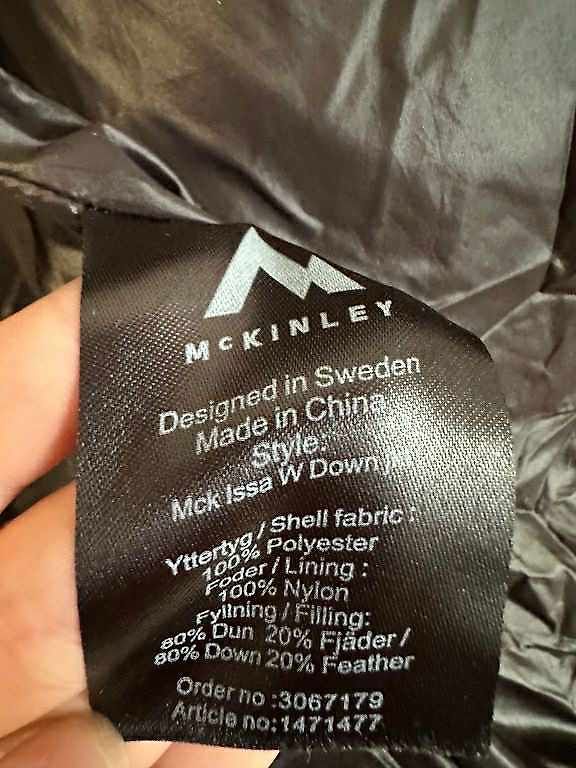 McKINLEY
Designed in Sweden
Made in China
Style:
Mck Issa W Down
Yttertyg / Shell fabric :
100% Polyester
Foder / Lining :
100% Nylon
Fyllning / Filling:
80% Dun 20% Fjäder /
80% Down 20% Feather
Order no :3067179
Article no:1471477